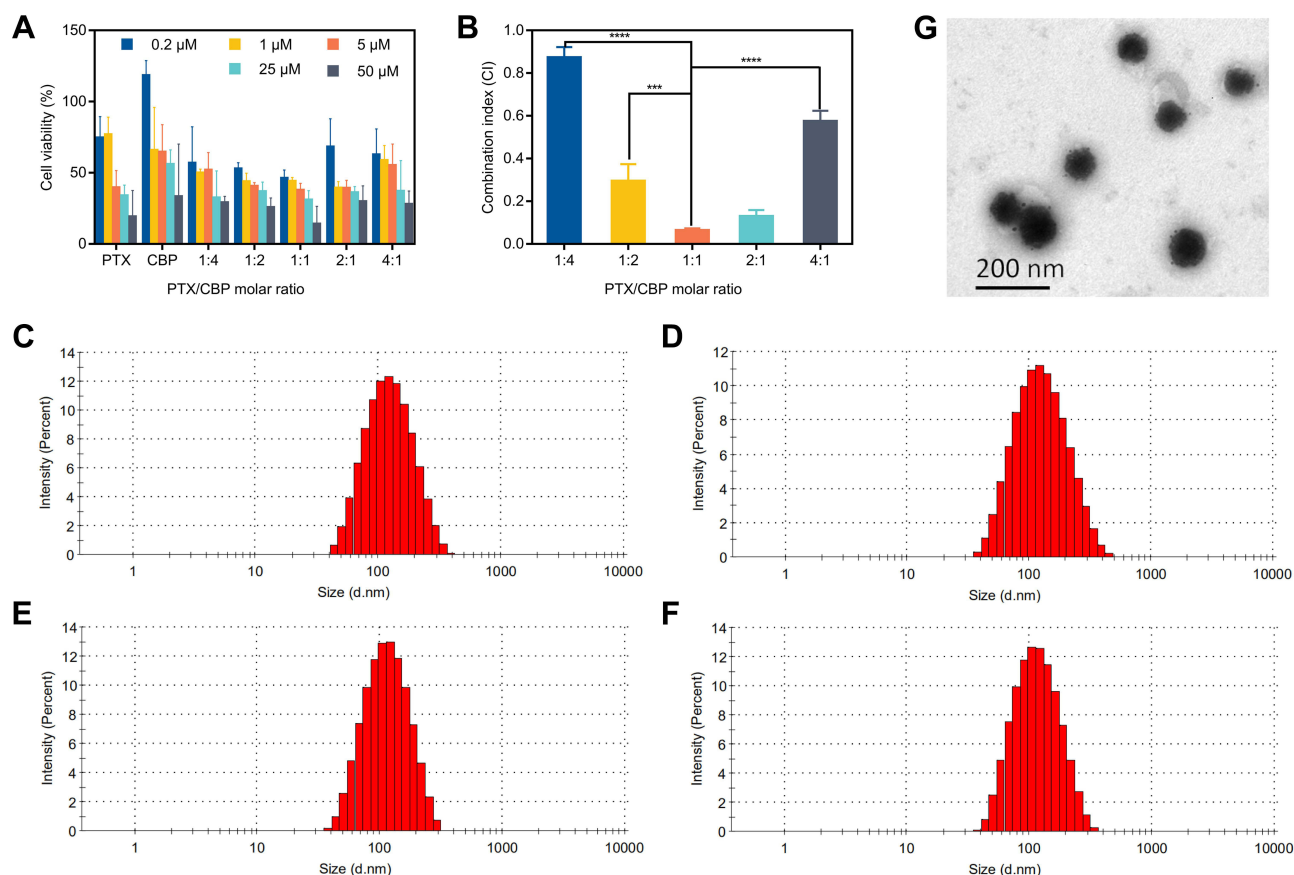 A
150
100
50
0
Cell viability (%)
0.2 μM
1 μM
5 μM
25 μM
50 μM
PTX
CBP
1:4
1:2
1:1
2:1
4:1
PTX/CBP molar ratio
B
1.0
0.8
0.6
0.4
0.2
0.0
Combination index (CI)
****
****
***
1:4
1:2
1:1
2:1
4:1
PTX/CBP molar ratio
G
200 nm
C
14
12
10
8
6
4
2
0
Intensity (Percent)
1
10
100
1000
10000
Size (d.nm)
D
12
10
8
6
4
2
0
Intensity (Percent)
1
10
100
1000
10000
Size (d.nm)
E
14
12
10
8
6
4
2
0
Intensity (Percent)
1
10
100
1000
10000
Size (d.nm)
F
14
12
10
8
6
4
2
0
Intensity (Percent)
1
10
100
1000
10000
Size (d.nm)